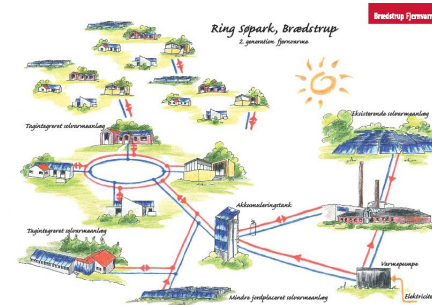 Brædstrup Fjernvarme
Ring Søpark, Brædstrup
2. generation fjernvarme
Eksisterende solvarmeanlæg
Tagintegreret solvarmeanlæg
Akkumuleringstank
Tagintegreret solvarmeanlæg
Varmepumpe
Elektricitet
Mindre jordplaceret solvarmeanlæg